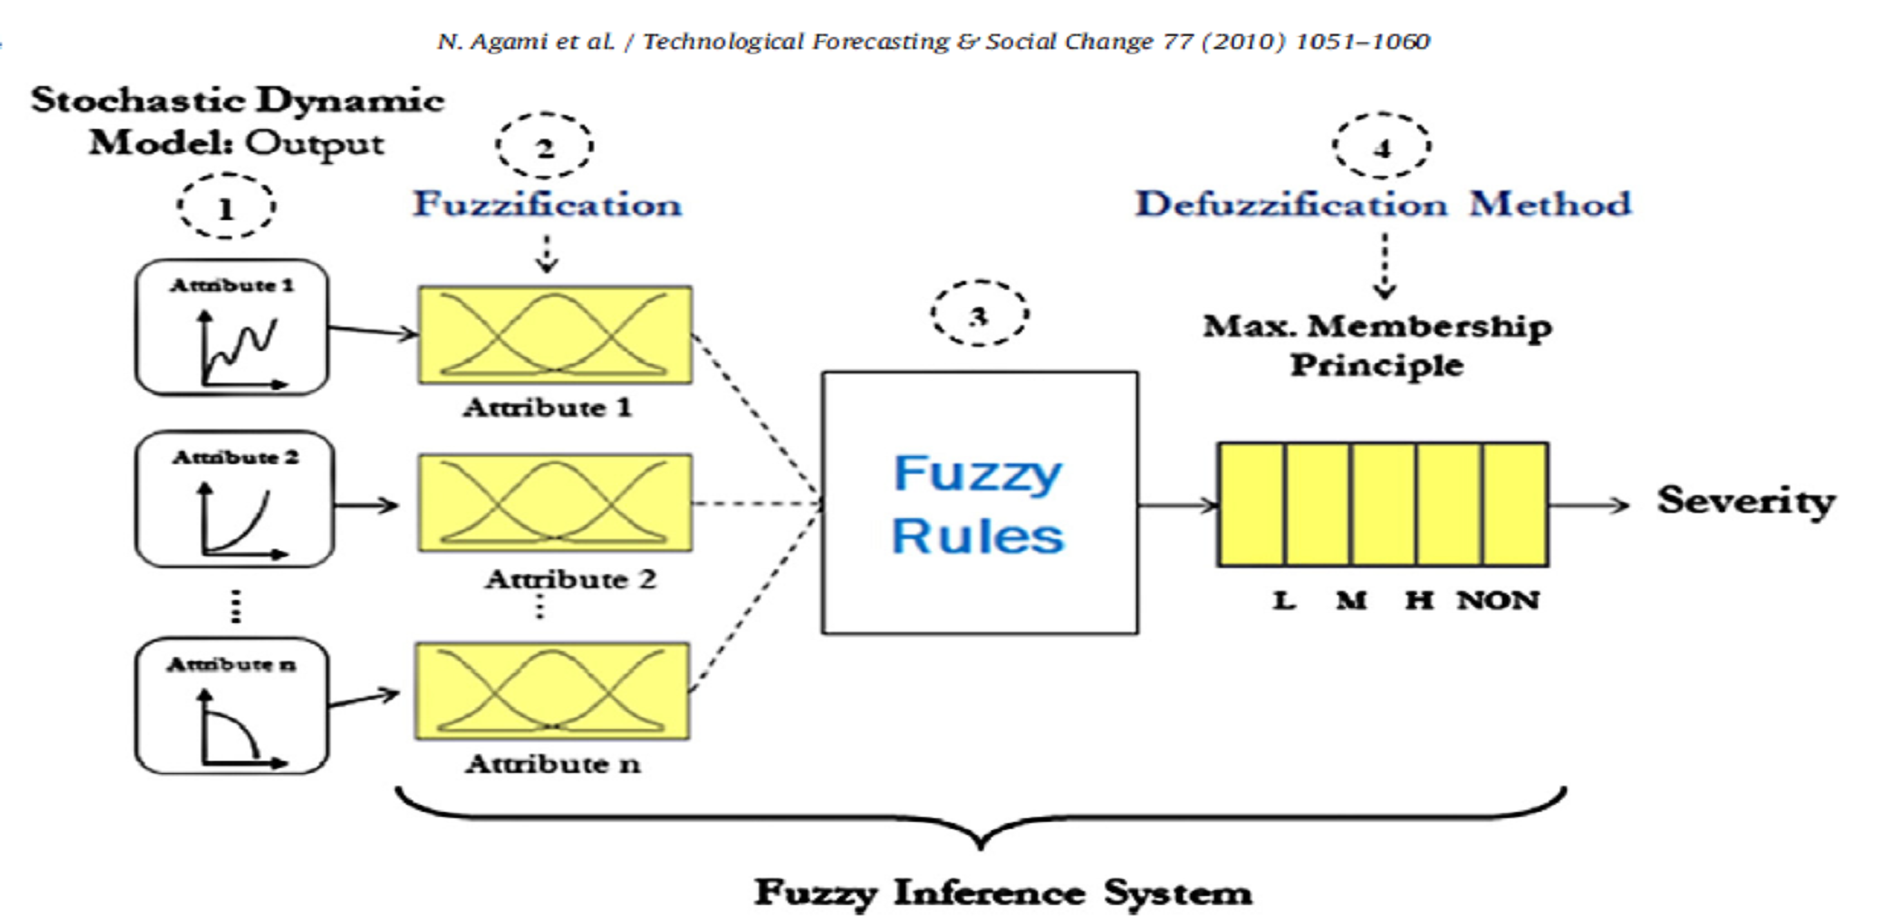 N. Agami et al. / Technological Forecasting & Social Change 77 (2010) 1051–1060
Stochastic Dynamic
Model: Output
1
2
Fuzzification
3
4
Defuzzification Method
Max. Membership
Principle
Attribute 1
Attribute 1
Attribute 2
Attribute 2
Attribute n
Attribute n
Fuzzy
Rules
L M H NON
Severity
Fuzzy Inference System